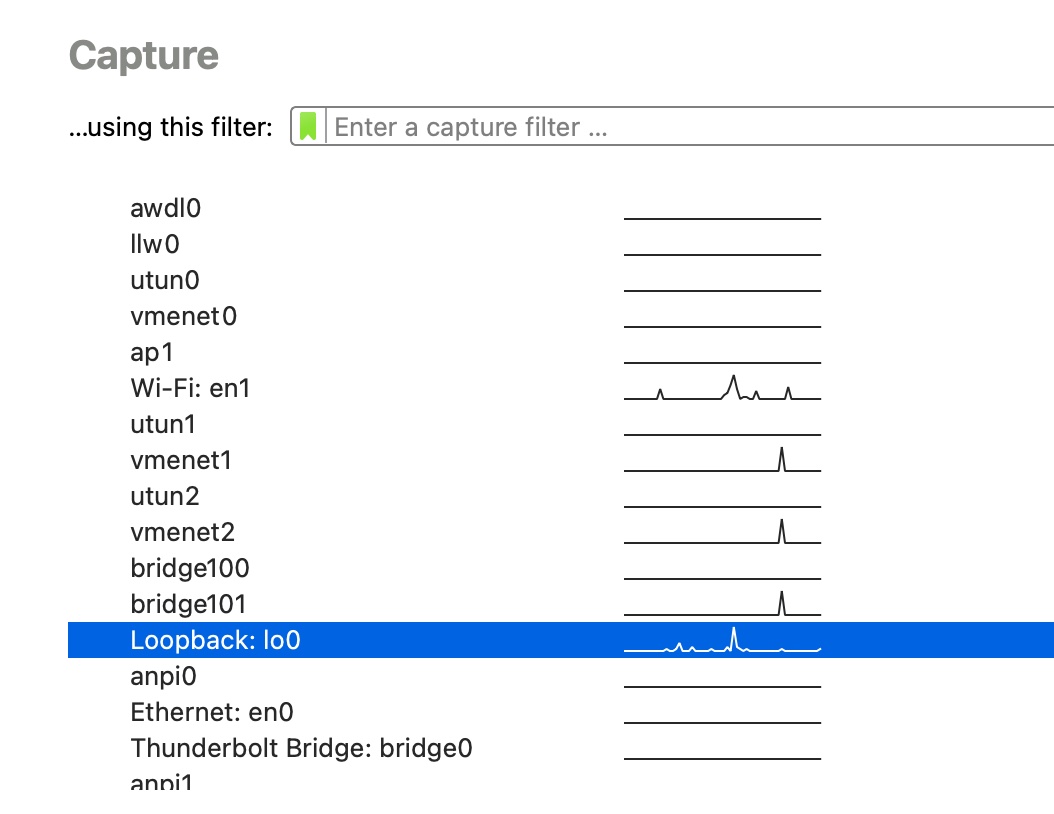 Capture
...using this filter: Enter a capture filter ...
awdl0
llw0
utun0
vmenet0
ap1
Wi-Fi: en1
utun1
vmenet1
utun2
vmenet2
bridge100
bridge101
Loopback: lo0
anpi0
Ethernet: en0
Thunderbolt Bridge: bridge0
anpi1